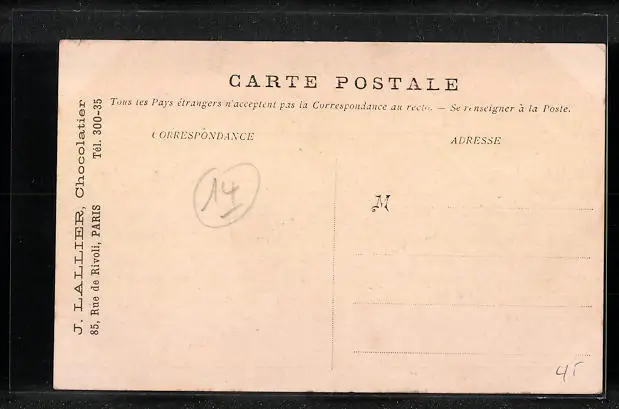 CARTE POSTALE
Tous les Pays étrangers n'acceptent pas la Correspondance au recto. — Se renseigner à la Poste.
CORRESPONDANCE
ADRESSE
M
14
J. LALLIER, Chocolatier
85, Rue de Rivoli, PARIS Tél. 300-35